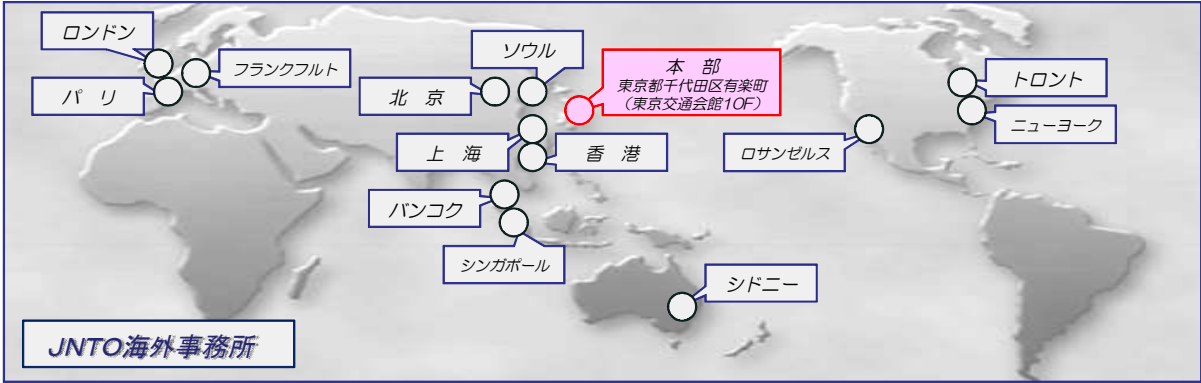 ロンドン
フランクフルト
パ リ
ソウル
北 京
本 部
東京都千代田区有楽町
（東京交通会館10F）
トロント
ニューヨーク
上 海
香 港
ロサンゼルス
バンコク
シンガポール
シドニー
JNTO海外事務所